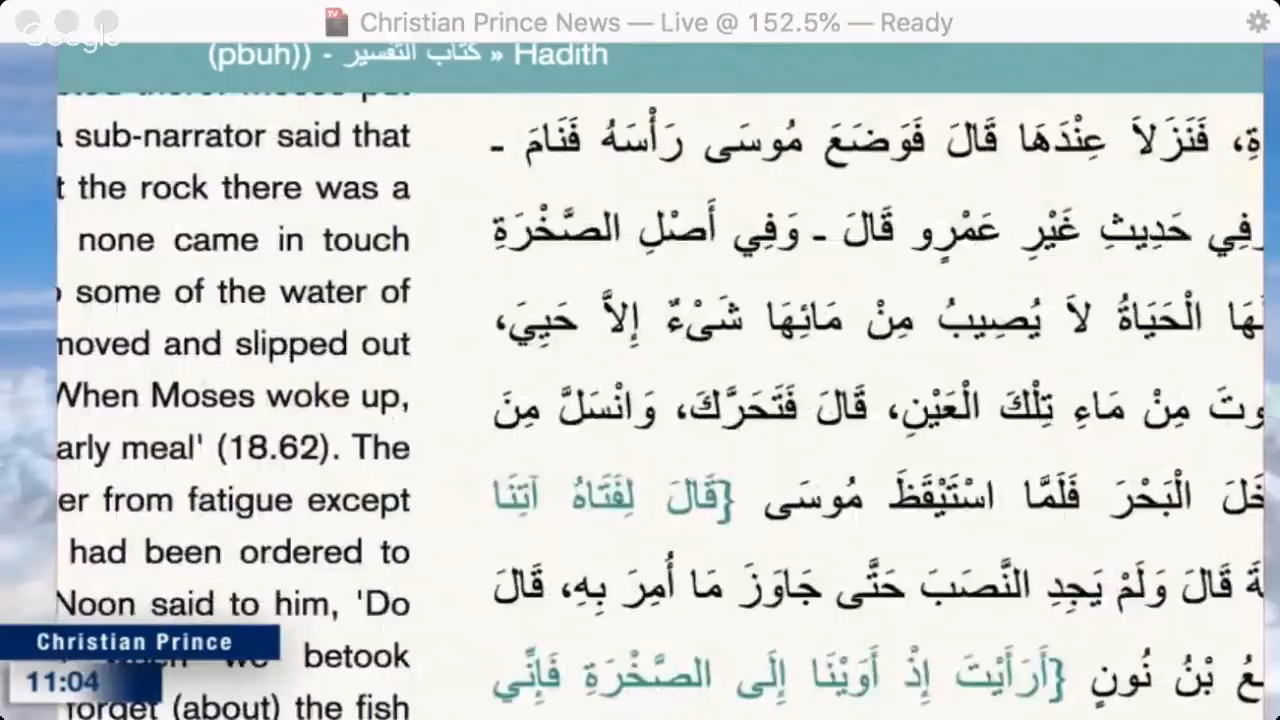 Christian Prince News — Live @ 152.5% — Ready
Google
(pbuh)) - كتاب التفسير » Hadith
sub-narrator said that
the rock there was a
none came in touch
some of the water of
moved and slipped out
When Moses woke up,
arly meal' (18.62). The
er from fatigue except
had been ordered to
Noon said to him, 'Do
we betook
forget (about) the fish
ةِ، فَنَزَلاَ عِنْدَهَا قَالَ فَوَضَعَ مُوسَى رَأْسَهُ فَنَامَ ـ
وَفِي حَدِيثِ غَيْرِ عَمْرٍو قَالَ ـ وَفِي أَصْلِ الصَّخْرَةِ
لَهَا الْحَيَاةُ لاَ يُصِيبُ مِنْ مَائِهَا شَىْءٌ إِلاَّ حَيِيَ،
وتَ مِنْ مَاءِ تِلْكَ الْعَيْنِ، قَالَ فَتَحَرَّكَ، وَانْسَلَّ مِنَ
خَلَ الْبَحْرَ فَلَمَّا اسْتَيْقَظَ مُوسَى {قَالَ لِفَتَاهُ آتِنَا
ةَ قَالَ وَلَمْ يَجِدِ النَّصَبَ حَتَّى جَاوَزَ مَا أُمِرَ بِهِ، قَالَ
عُ بْنُ نُونٍ {أَرَأَيْتَ إِذْ أَوَيْنَا إِلَى الصَّخْرَةِ فَإِنِّي
Christian Prince
11:04